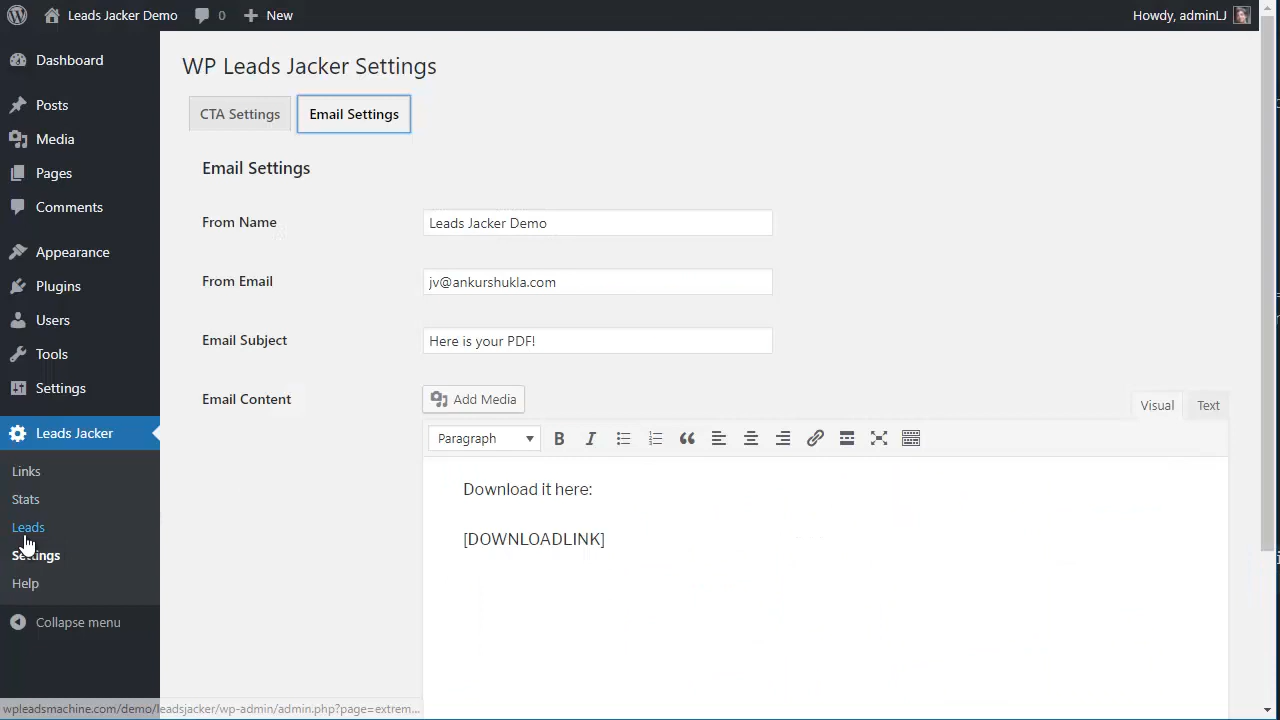 Leads Jacker Demo 0 New Howdy, adminLJ
Dashboard
Posts
Media
Pages
Comments
Appearance
Plugins
Users
Tools
Settings
Leads Jacker
Links
Stats
Leads
Settings
Help
Collapse menu
WP Leads Jacker Settings
CTA Settings Email Settings
Email Settings
From Name Leads Jacker Demo
From Email jv@ankurshukla.com
Email Subject Here is your PDF!
Email Content Add Media Visual Text
Paragraph
Download it here:
[DOWNLOADLINK]
wpleadsmachine.com/demo/leadsjacker/wp-admin/admin.php?page=extrem...